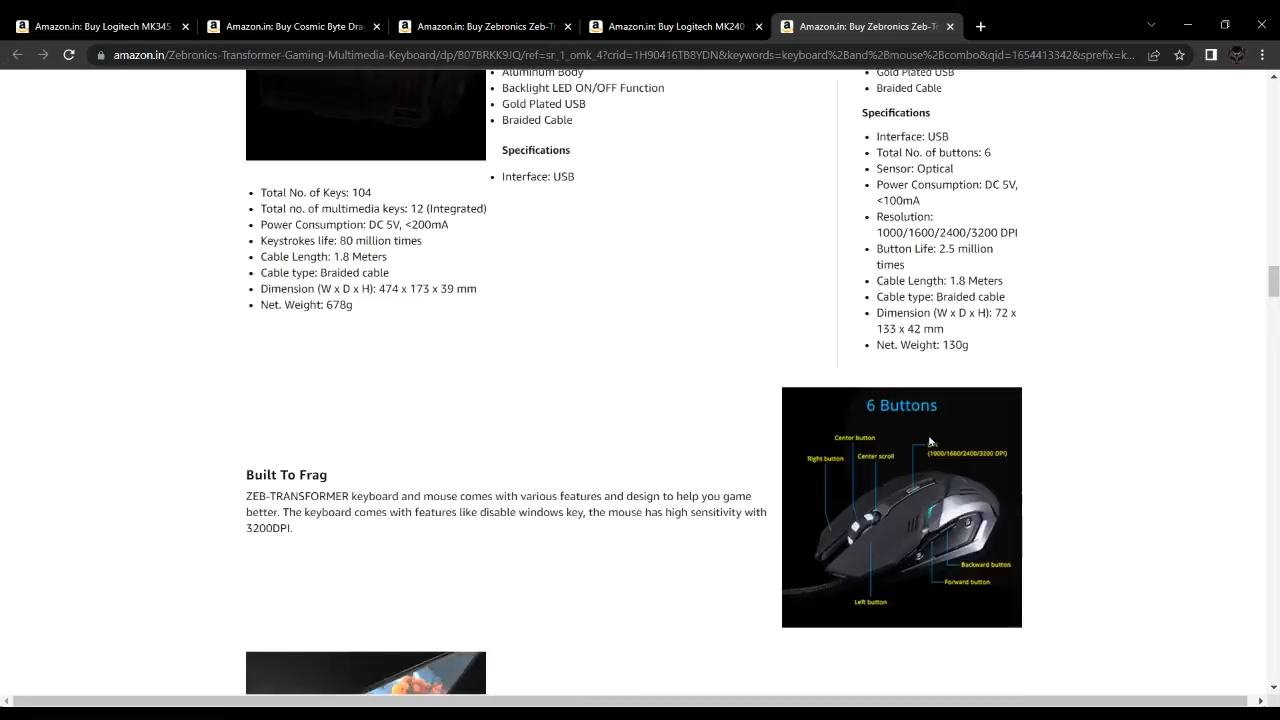 Amazon.in: Buy Logitech MK345
Amazon.in: Buy Cosmic Byte Drag
Amazon.in: Buy Zebronics Zeb-Tr
Amazon.in: Buy Logitech MK240
Amazon.in: Buy Zebronics Zeb-Tr
amazon.in/Zebronics-Transformer-Gaming-Multimedia-Keyboard/dp/B07BRKK9JQ/ref=sr_1_omk_4?crid=1H90416TB8YDN&keywords=keyboard%2Band%2Bmouse%2Bcombo&qid=1654413342&sprefix=k...
Aluminum Body
Backlight LED ON/OFF Function
Gold Plated USB
Braided Cable
Specifications
Interface: USB
Total No. of Keys: 104
Total no. of multimedia keys: 12 (Integrated)
Power Consumption: DC 5V, <200mA
Keystrokes life: 80 million times
Cable Length: 1.8 Meters
Cable type: Braided cable
Dimension (W x D x H): 474 x 173 x 39 mm
Net. Weight: 678g
Gold Plated USB
Braided Cable
Specifications
Interface: USB
Total No. of buttons: 6
Sensor: Optical
Power Consumption: DC 5V,
<100mA
Resolution:
1000/1600/2400/3200 DPI
Button Life: 2.5 million
times
Cable Length: 1.8 Meters
Cable type: Braided cable
Dimension (W x D x H): 72 x
133 x 42 mm
Net. Weight: 130g
Built To Frag
ZEB-TRANSFORMER keyboard and mouse comes with various features and design to help you game
better. The keyboard comes with features like disable windows key, the mouse has high sensitivity with
3200DPI.
6 Buttons
Center button
Right button
Center scroll
(1000/1600/2400/3200 DPI)
Backward button
Forward button
Left button